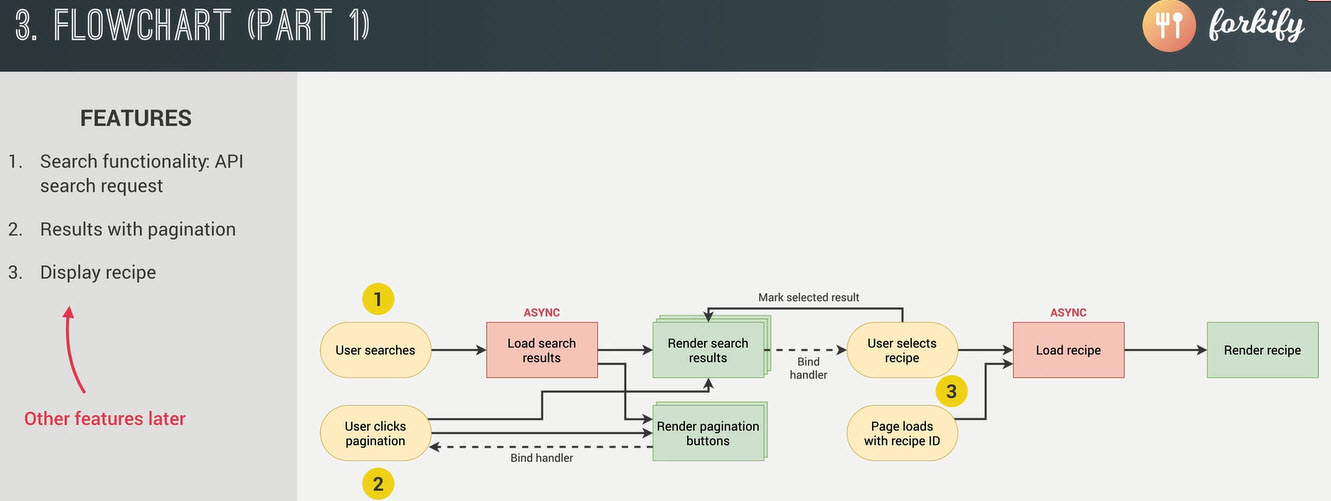 3. FLOWCHART (PART 1)
forkify
FEATURES
1. Search functionality: API
search request
2. Results with pagination
3. Display recipe
Other features later
1
User searches
ASYNC
Load search
results
Render search
results
Mark selected result
Bind
handler
User selects
recipe
ASYNC
Load recipe
Render recipe
3
User clicks
pagination
Render pagination
buttons
Bind handler
Page loads
with recipe ID
2